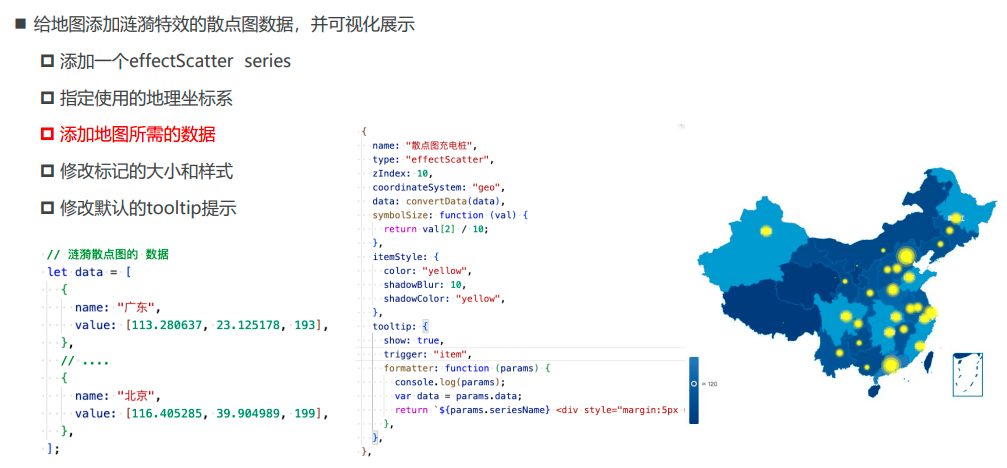 给地图添加涟漪特效的散点图数据，并可视化展示
添加一个effectScatter series
指定使用的地理坐标系
添加地图所需的数据
修改标记的大小和样式
修改默认的tooltip提示
// 涟漪散点图的 数据
let data = [
{
name: "广东",
value: [113.280637, 23.125178, 193],
},
// ....
{
name: "北京",
value: [116.405285, 39.904989, 199],
},
];
{
name: "散点图充电桩",
type: "effectScatter",
zIndex: 10,
coordinateSystem: "geo",
data: convertData(data),
symbolSize: function (val) {
return val[2] / 10;
},
itemStyle: {
color: "yellow",
shadowBlur: 10,
shadowColor: "yellow",
},
tooltip: {
show: true,
trigger: "item",
formatter: function (params) {
console.log(params);
var data = params.data;
return `${params.seriesName} <div style="margin:5px
},
},
},
= 120